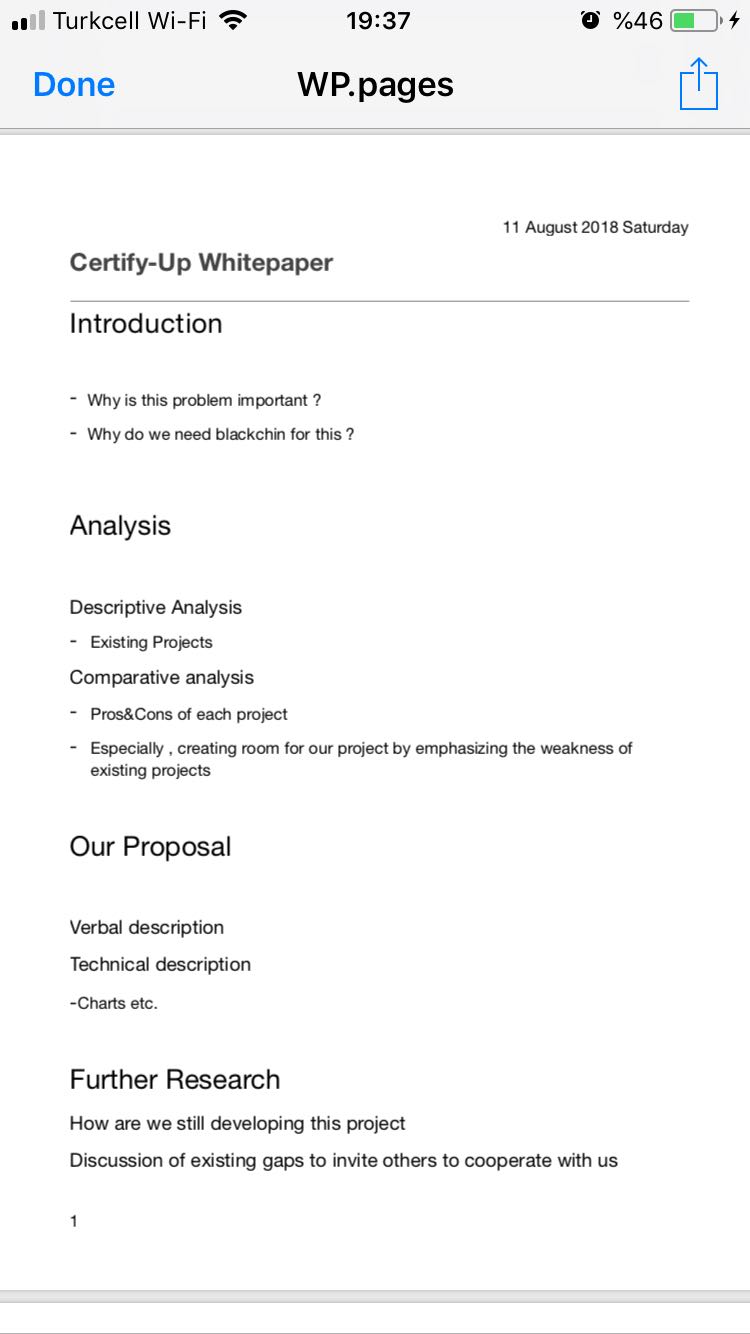 Turkcell Wi-Fi 19:37 %46
Done WP.pages
11 August 2018 Saturday
Certify-Up Whitepaper
Introduction
- Why is this problem important ?
- Why do we need blackchin for this ?
Analysis
Descriptive Analysis
- Existing Projects
Comparative analysis
- Pros&Cons of each project
- Especially , creating room for our project by emphasizing the weakness of
existing projects
Our Proposal
Verbal description
Technical description
-Charts etc.
Further Research
How are we still developing this project
Discussion of existing gaps to invite others to cooperate with us
1